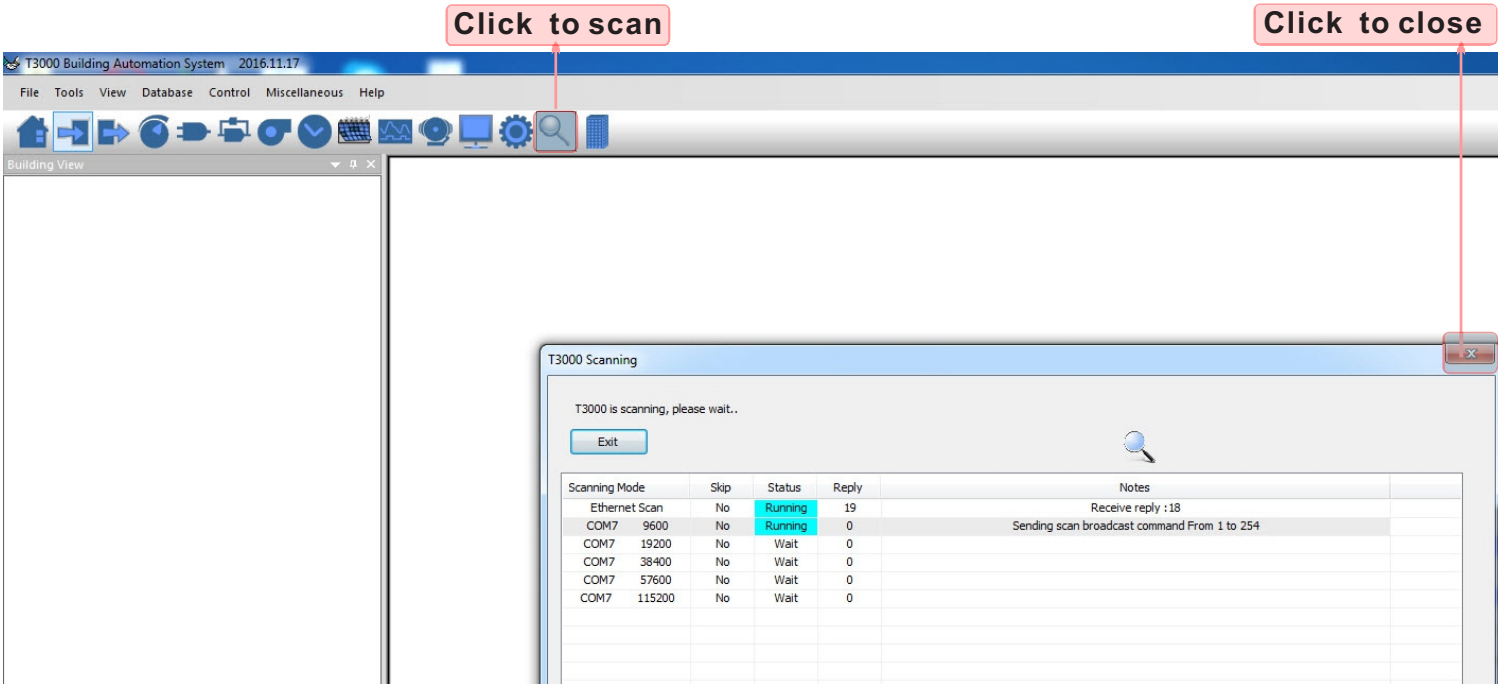 Click to scan
Click to close
T3000 Building Automation System 2016.11.17
File Tools View Database Control Miscellaneous Help
Building View
T3000 Scanning
T3000 is scanning, please wait..
Exit
Scanning Mode Skip Status Reply Notes
Ethernet Scan No Running 19 Receive reply :18
COM7 9600 No Running 0 Sending scan broadcast command From 1 to 254
COM7 19200 No Wait 0
COM7 38400 No Wait 0
COM7 57600 No Wait 0
COM7 115200 No Wait 0